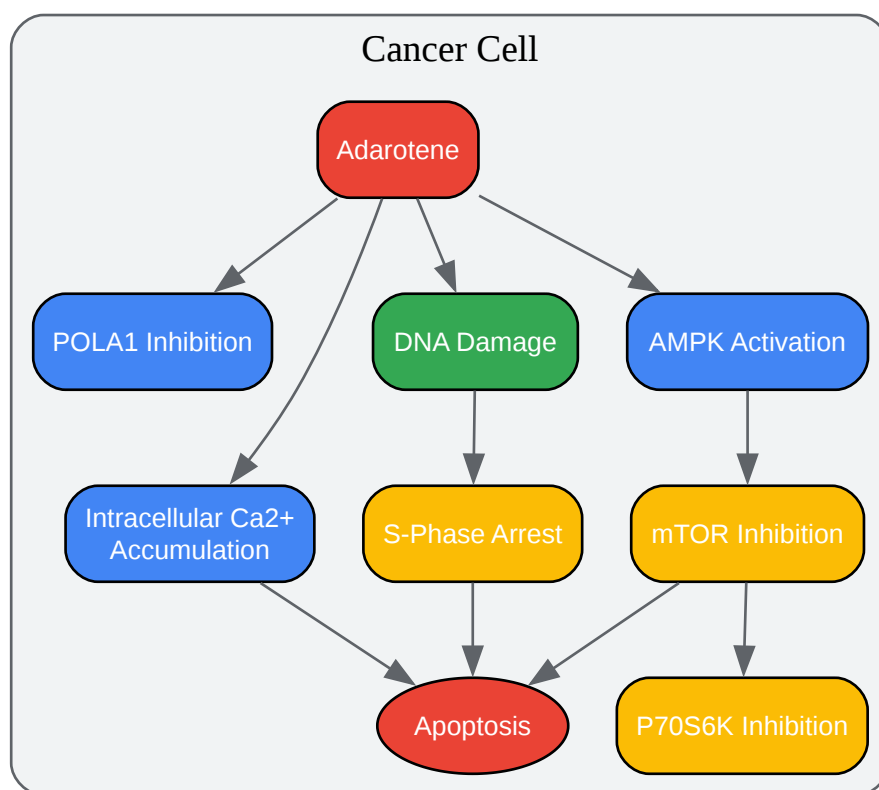 Cancer Cell
Adarotene
POLA1 Inhibition
DNA Damage
AMPK Activation
Intracellular Ca2+
Accumulation
S-Phase Arrest
mTOR Inhibition
Apoptosis
P70S6K Inhibition